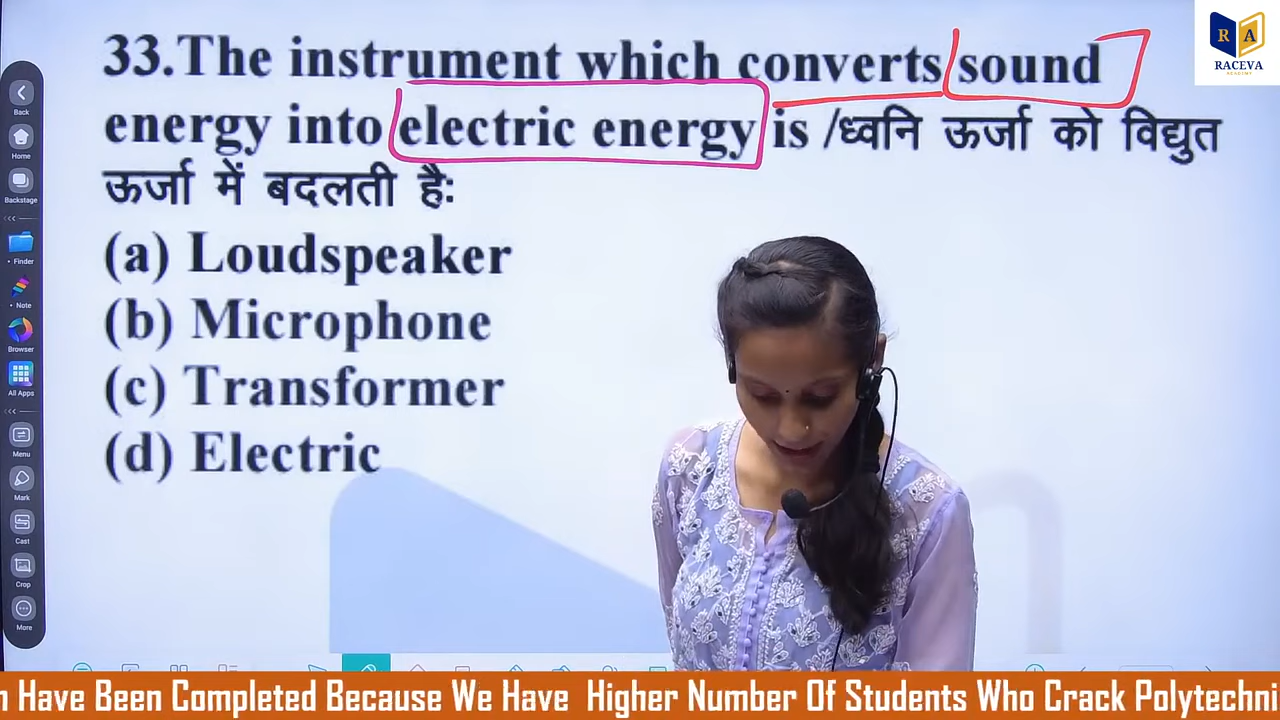 33.The instrument which converts sound
energy into electric energy is /ध्वनि ऊर्जा को विद्युत
ऊर्जा में बदलती हैः
(a) Loudspeaker
(b) Microphone
(c) Transformer
(d) Electric
R A
RACEVA
ACADEMY
Back
Home
Backstage
Finder
Note
Browser
All Apps
Menu
Mark
Cast
Crop
More
n Have Been Completed Because We Have Higher Number Of Students Who Crack Polytechni